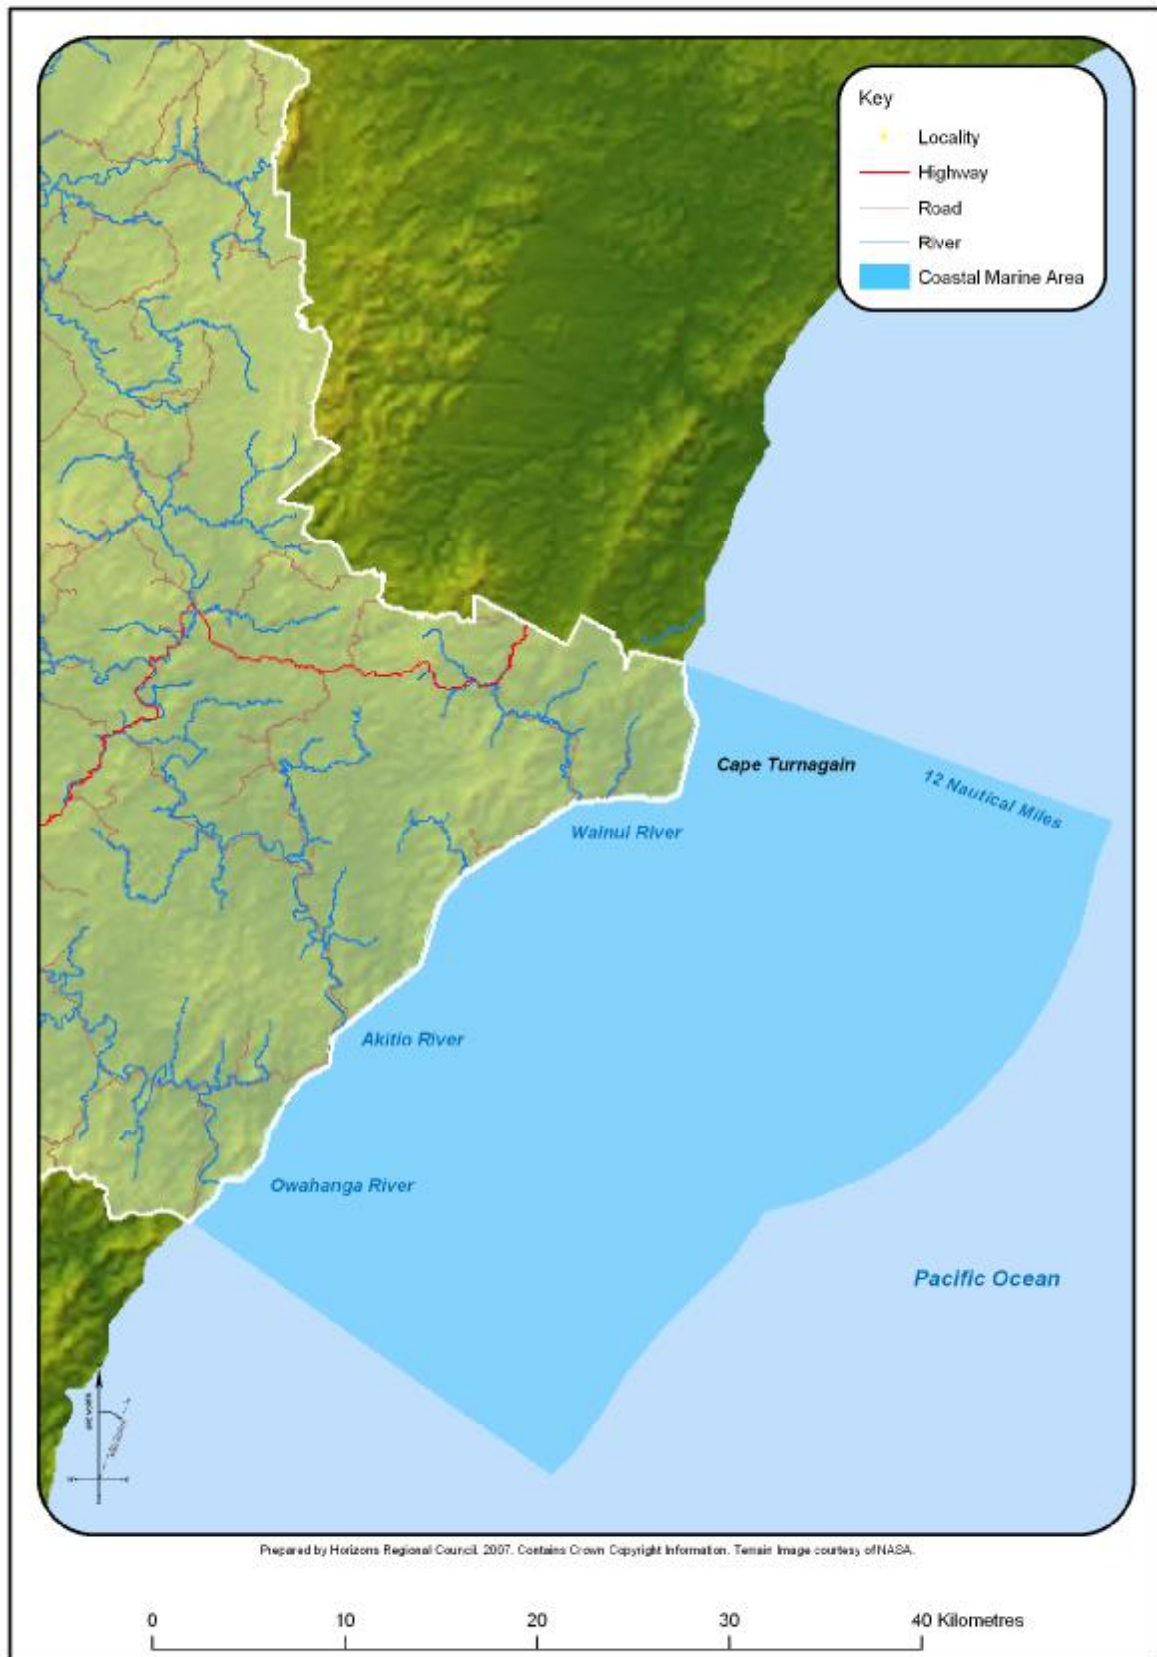 Key
Locality
Highway
Road
River
Coastal Marine Area
Cape Turnagain
12 Nautical Miles
Wainui River
Akitio River
Owahanga River
Pacific Ocean
Prepared by Horizons Regional Council. 2007. Contains Crown Copyright Information. Terrain Image courtesy of NASA.
0 10 20 30 40 Kilometres